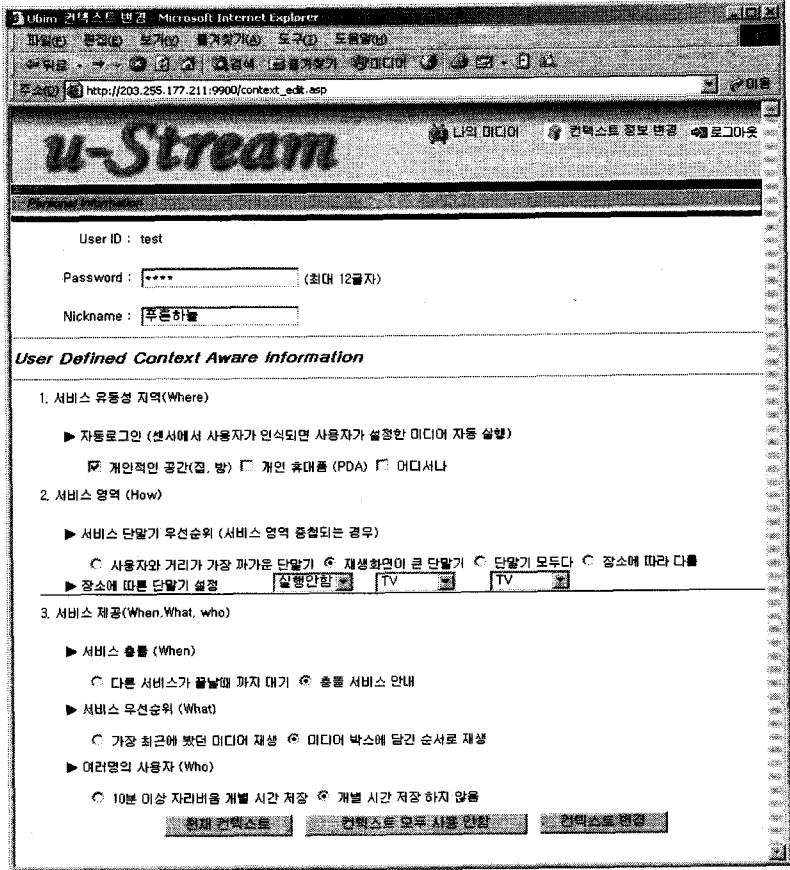 Ubim 컨텍스트 변경 - Microsoft Internet Explorer
파일(F) 편집(E) 보기(V) 즐겨찾기(A) 도구(T) 도움말(H)
뒤로 검색 즐겨찾기 미디어
주소(D) http://203.255.177.211:9900/context_edit.asp 이동
u-Stream
나의 미디어 컨텍스트 정보 변경 로그아웃
Personal Information
User ID : test
Password : **** (최대 12글자)
Nickname : 푸른하늘
User Defined Context Aware Information
1. 서비스 유동성 지역(Where)
▶ 자동로그인 (센서에서 사용자가 인식되면 사용자가 설정한 미디어 자동 실행)
개인적인 공간(집, 방) 개인 휴대폼 (PDA) 어디서나
2. 서비스 영역 (How)
▶ 서비스 단말기 우선순위 (서비스 영역 중첩되는 경우)
사용자와 거리가 가장 까가운 단말기 재생화면이 큰 단말기 단말기 모두다 장소에 따라 다름
▶ 장소에 따른 단말기 설정 실행안함 TV TV
3. 서비스 제공(When,What, who)
▶ 서비스 충돌 (When)
다른 서비스가 끝날때 까지 대기 충돌 서비스 안내
▶ 서비스 우선순위 (What)
가장 최근에 봤던 미디어 재생 미디어 박스에 담긴 순서로 재생
▶ 여러명의 사용자 (Who)
10분 이상 자리비움 개별 시간 저장 개별 시간 저장 하지 않음
현재 컨텍스트 컨텍스트 모두 사용 안함 컨텍스트 변경